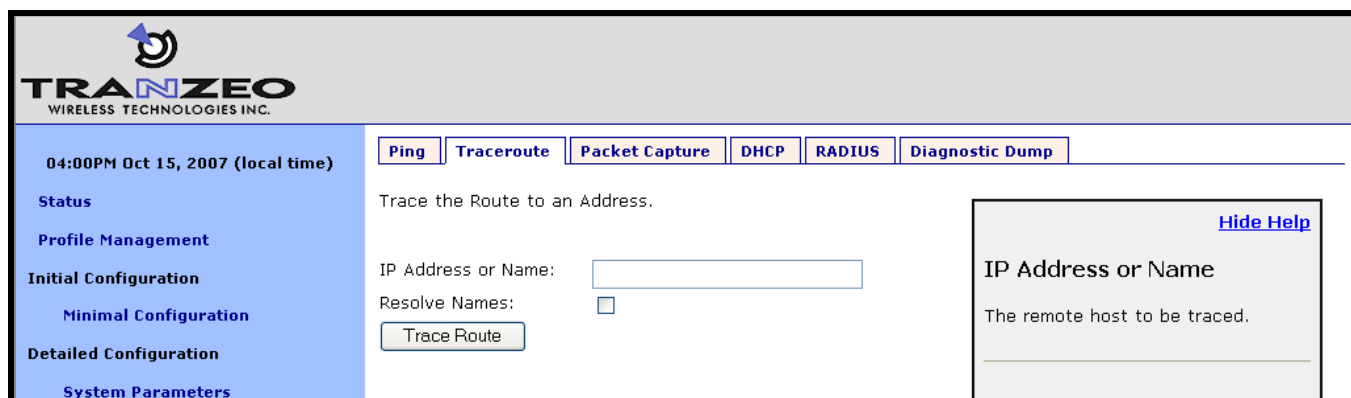 TRANZEO
WIRELESS TECHNOLOGIES INC.
04:00PM Oct 15, 2007 (local time)
Status
Profile Management
Initial Configuration
Minimal Configuration
Detailed Configuration
System Parameters
Ping
Traceroute
Packet Capture
DHCP
RADIUS
Diagnostic Dump
Trace the Route to an Address.
IP Address or Name:
Resolve Names:
Trace Route
Hide Help
IP Address or Name
The remote host to be traced.